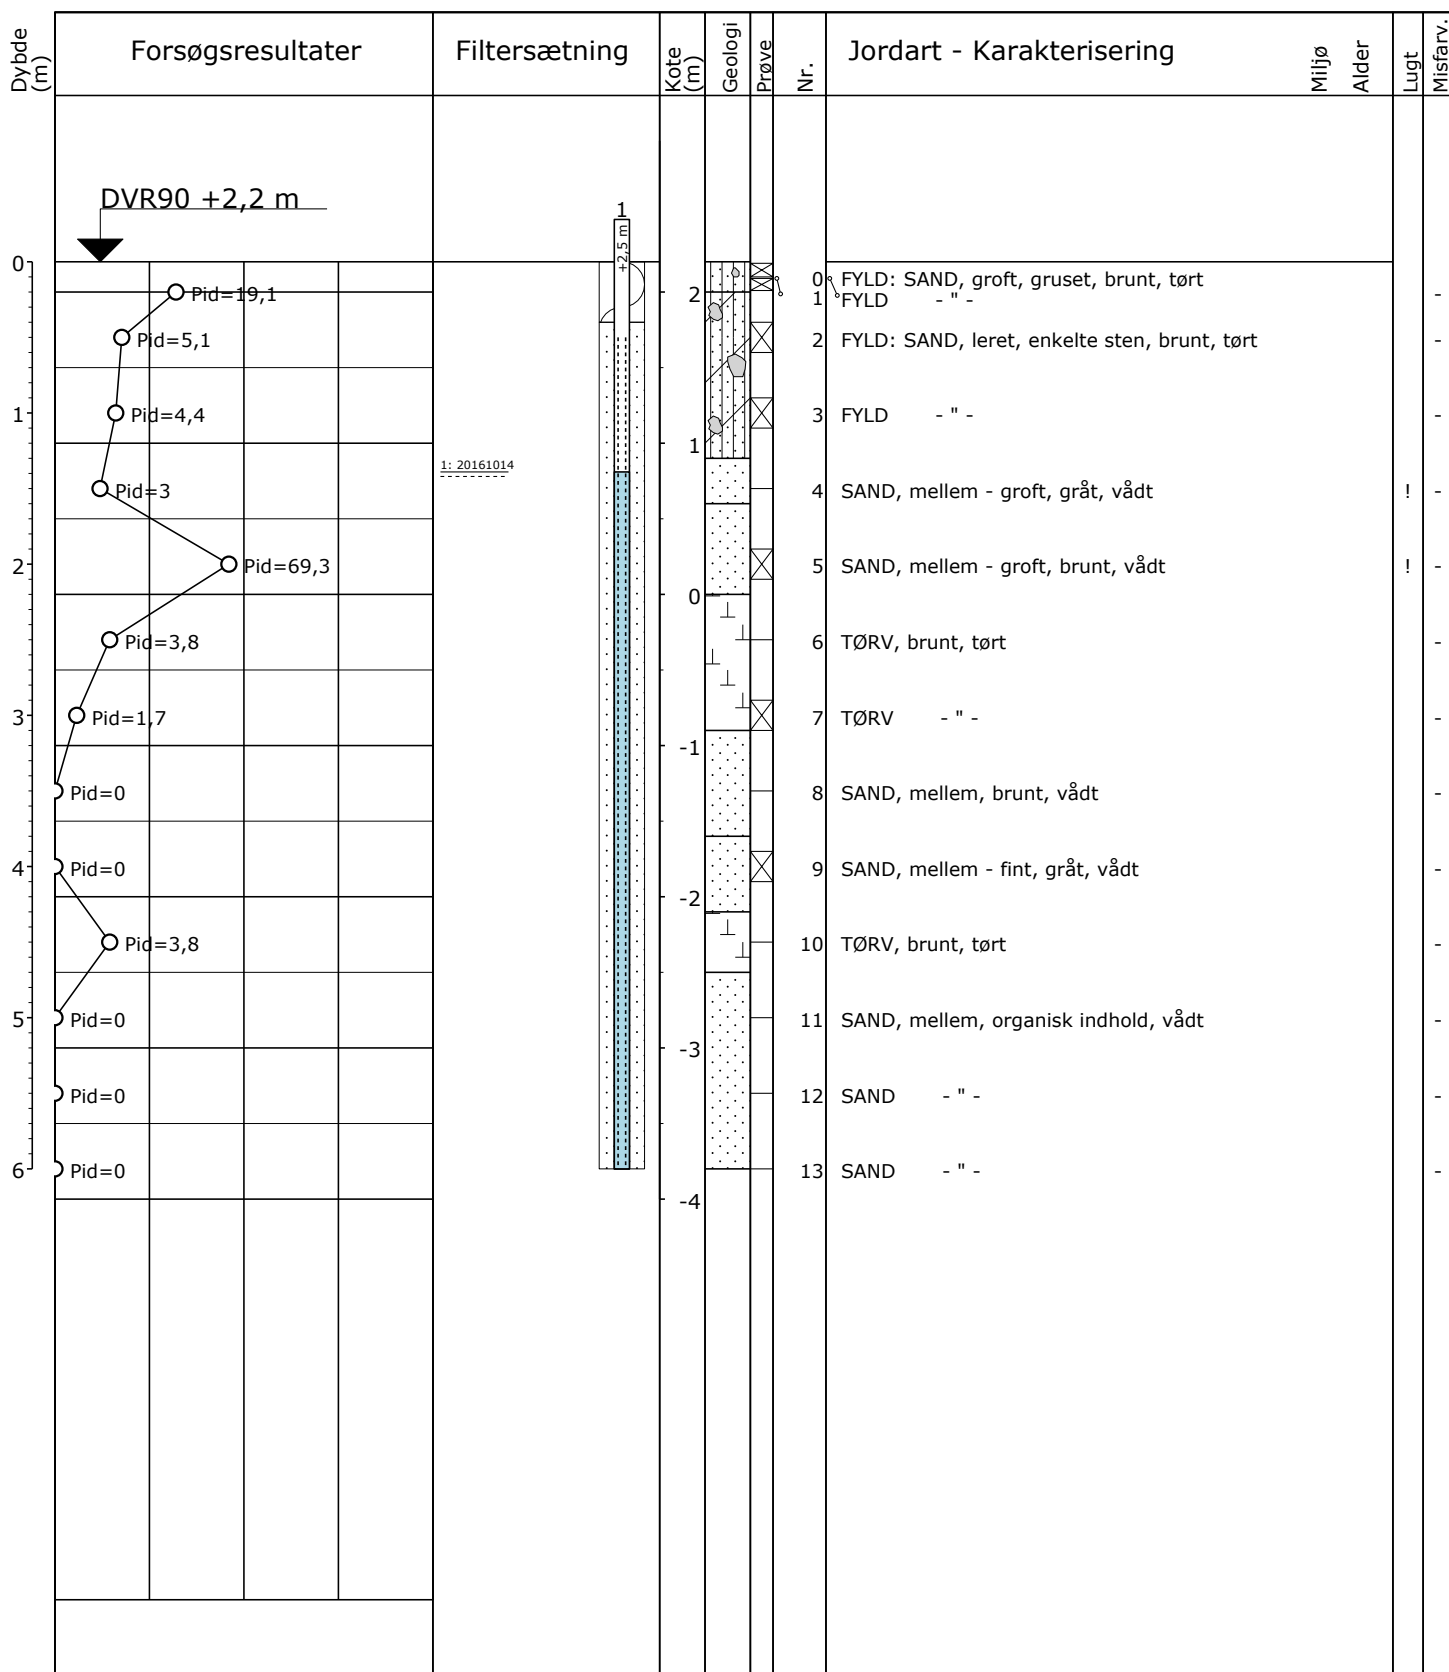 Dybde (m) Forsøgsresultater Filtersætning Kote (m) Geologi Prøve Nr. Jordart - Karakterisering Miljø Alder Lugt Misfarv.
DVR90 +2,2 m
1
+2,5 m
0
0 FYLD: SAND, groft, gruset, brunt, tørt
Pid=19,1 2 1 FYLD - " - -
Pid=5,1 2 FYLD: SAND, leret, enkelte sten, brunt, tørt -
1 Pid=4,4 3 FYLD - " - -
1
1: 20161014
Pid=3 4 SAND, mellem - groft, gråt, vådt ! -
2 Pid=69,3 5 SAND, mellem - groft, brunt, vådt ! -
0
Pid=3,8 6 TØRV, brunt, tørt -
3 Pid=1,7 7 TØRV - " - -
-1
Pid=0 8 SAND, mellem, brunt, vådt -
4 Pid=0 9 SAND, mellem - fint, gråt, vådt -
-2
Pid=3,8 10 TØRV, brunt, tørt -
5 Pid=0 11 SAND, mellem, organisk indhold, vådt -
-3
Pid=0 12 SAND - " - -
6 Pid=0 13 SAND - " - -
-4